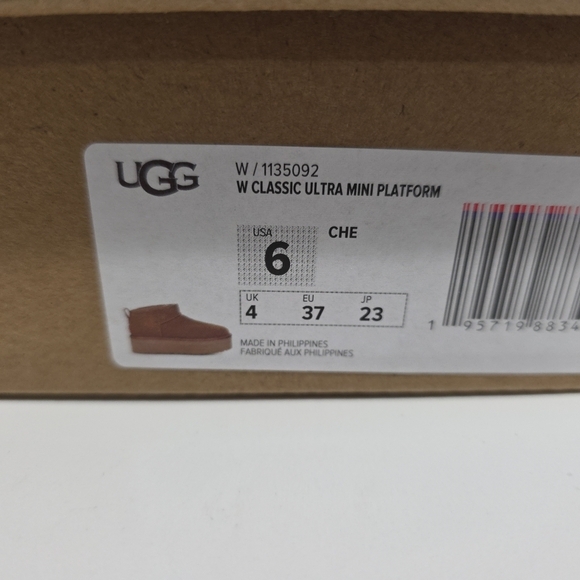 UGG
W / 1135092
W CLASSIC ULTRA MINI PLATFORM
USA
6
CHE
UK EU JP
4 37 23
MADE IN PHILIPPINES
FABRIQUÉ AUX PHILIPPINES
1 95719 8834